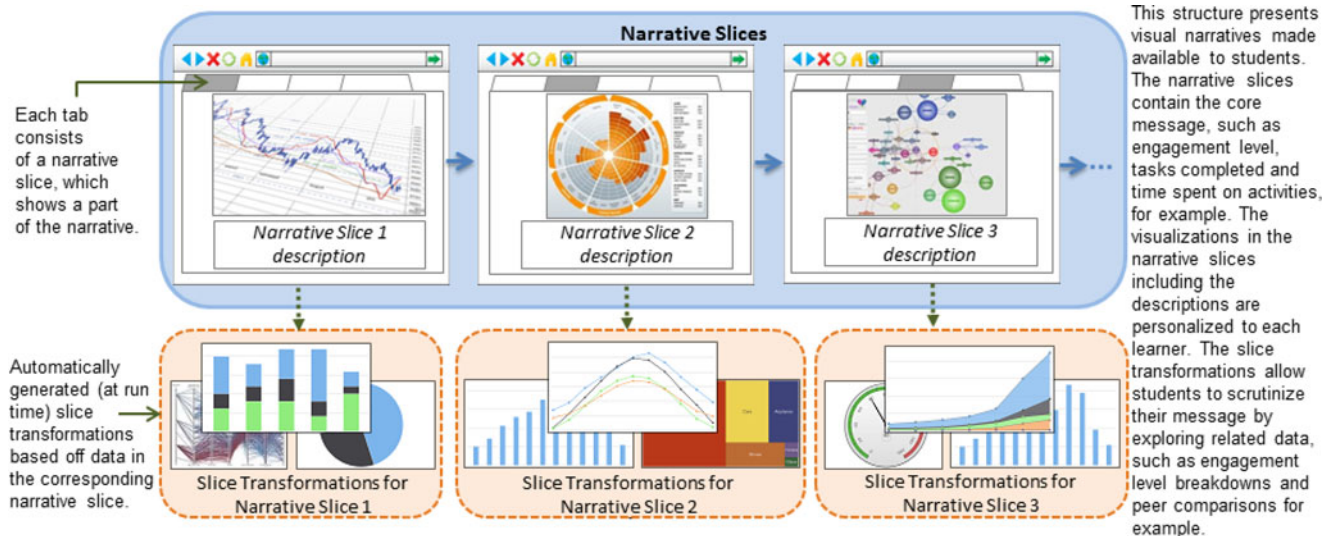 Narrative Slices
Each tab
consists
of a narrative
slice, which
shows a part
of the narrative.
Narrative Slice 1
description
Narrative Slice 2
description
Narrative Slice 3
description
Automatically
generated (at run
time) slice
transformations
based off data in
the corresponding
narrative slice.
Slice Transformations for
Narrative Slice 1
Slice Transformations for
Narrative Slice 2
Slice Transformations for
Narrative Slice 3
This structure presents
visual narratives made
available to students.
The narrative slices
contain the core
message, such as
engagement level,
tasks completed and
time spent on activities,
for example. The
visualizations in the
narrative slices
including the
descriptions are
personalized to each
learner. The slice
transformations allow
students to scrutinize
their message by
exploring related data,
such as engagement
level breakdowns and
peer comparisons for
example.